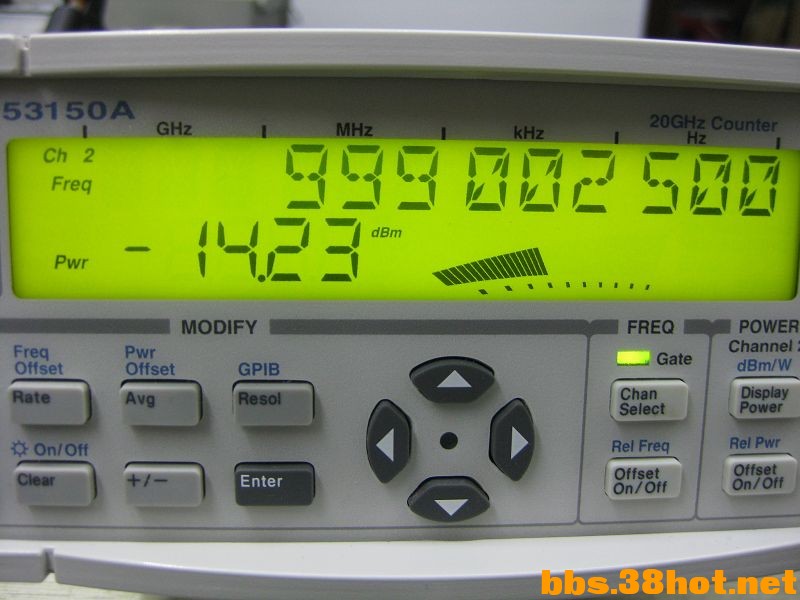 53150A
GHz MHz kHz 20GHz Counter
Hz
Ch 2
Freq 999 002 500
Pwr - 14.23 dBm
MODIFY FREQ POWER
Freq Offset Pwr Offset GPIB Gate Channel 2
Rate Avg Resol Chan Select dBm/W
Display Power
On/Off Rel Freq Rel Pwr
Clear +/- Enter Offset On/Off Offset On/Off
bbs.38hot.net